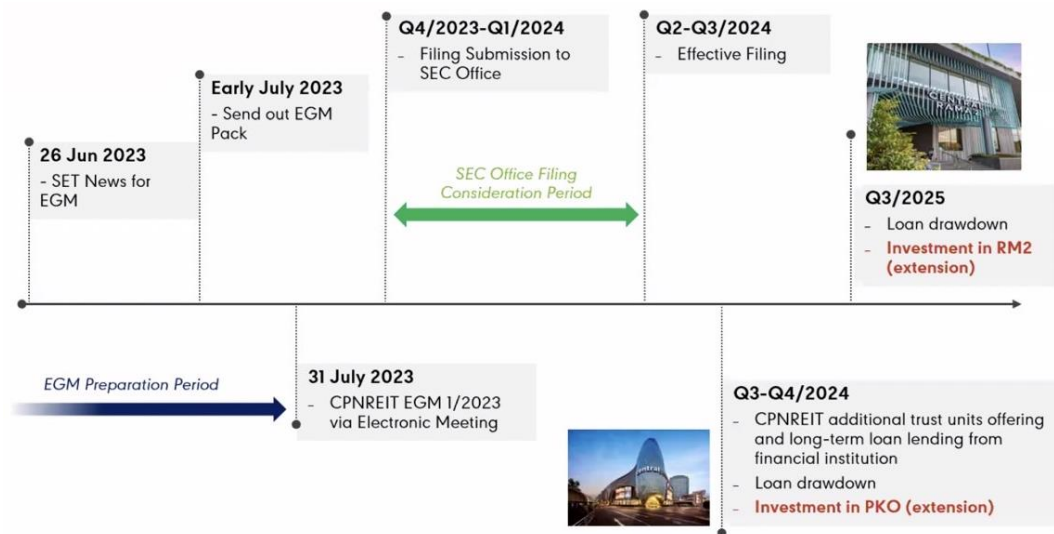 Q4/2023-Q1/2024
- Filing Submission to
SEC Office
Q2-Q3/2024
- Effective Filing
Early July 2023
- Send out EGM
Pack
26 Jun 2023
- SET News for
EGM
SEC Office Filing
Consideration Period
CENTRAL
RAMA2
Q3/2025
- Loan drawdown
- Investment in RM2
(extension)
EGM Preparation Period
31 July 2023
- CPNREIT EGM 1/2023
via Electronic Meeting
Q3-Q4/2024
- CPNREIT additional trust units offering
and long-term loan lending from
financial institution
- Loan drawdown
- Investment in PKO (extension)
central